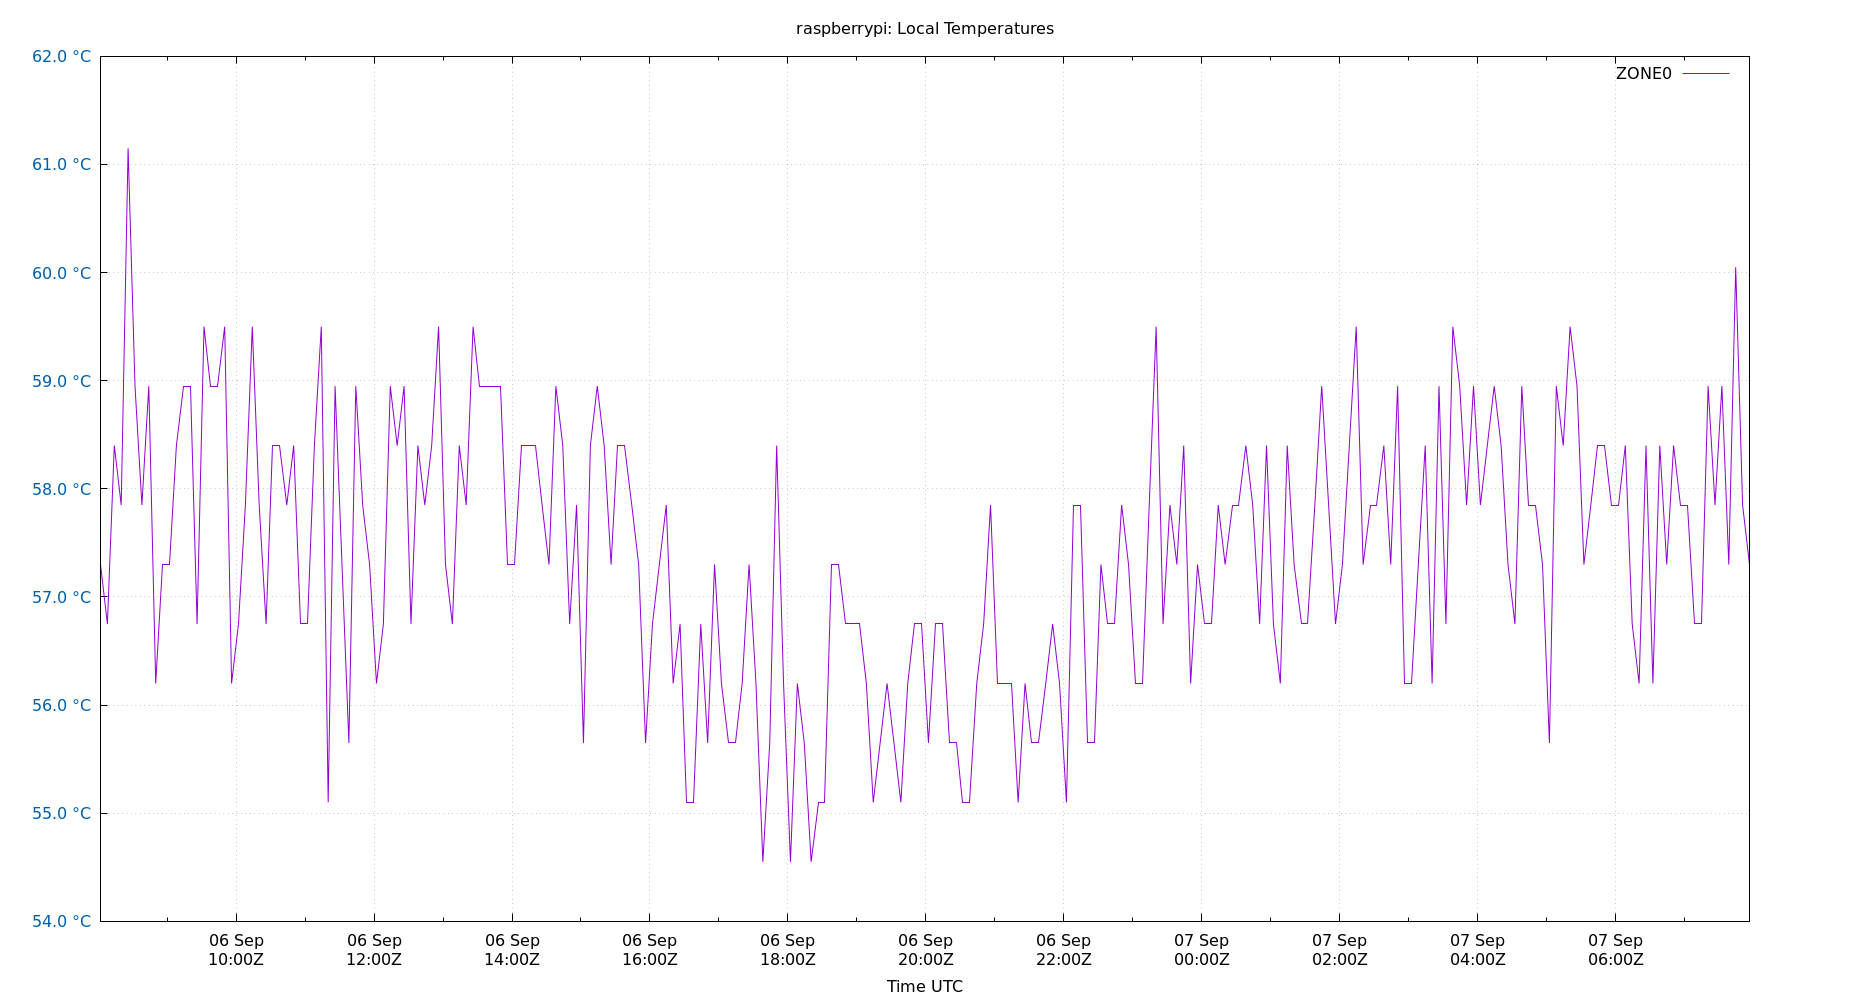 raspberrypi: Local Temperatures
62.0 °C
ZONE0
61.0 °C
60.0 °C
59.0 °C
58.0 °C
57.0 °C
56.0 °C
55.0 °C
54.0 °C
06 Sep 06 Sep 06 Sep 06 Sep 06 Sep 06 Sep 06 Sep 07 Sep 07 Sep 07 Sep 07 Sep
10:00Z 12:00Z 14:00Z 16:00Z 18:00Z 20:00Z 22:00Z 00:00Z 02:00Z 04:00Z 06:00Z
Time UTC